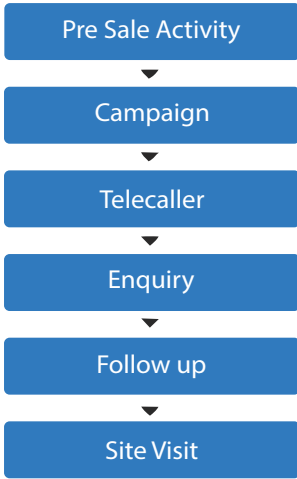 Pre Sale Activity
Campaign
Telecaller
Enquiry
Follow up
Site Visit